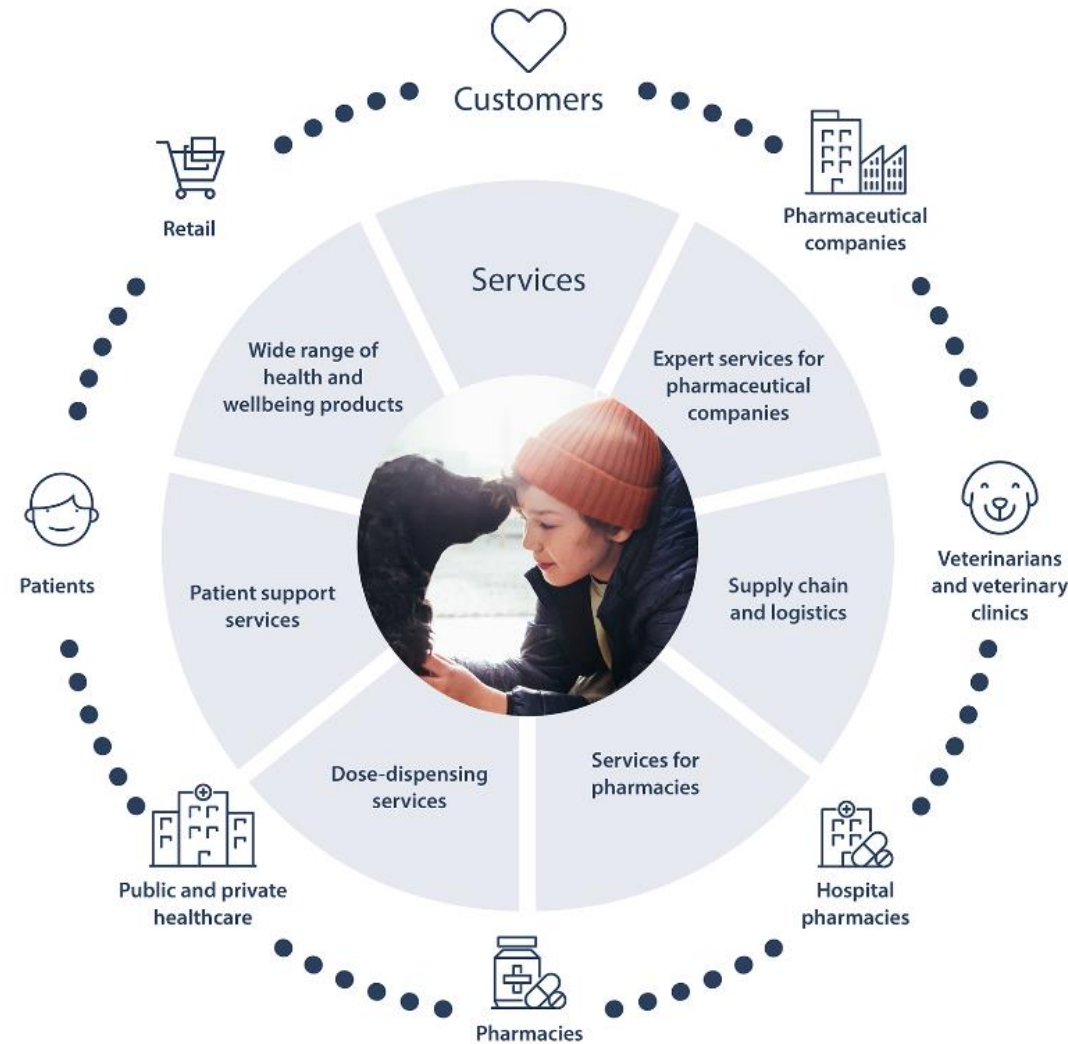 Customers
Pharmaceutical
companies
Veterinarians
and veterinary
clinics
Hospital
pharmacies
Pharmacies
Public and private
healthcare
Patients
Retail
Services
Expert services for
pharmaceutical
companies
Supply chain
and logistics
Services for
pharmacies
Dose-dispensing
services
Patient support
services
Wide range of
health and
wellbeing products